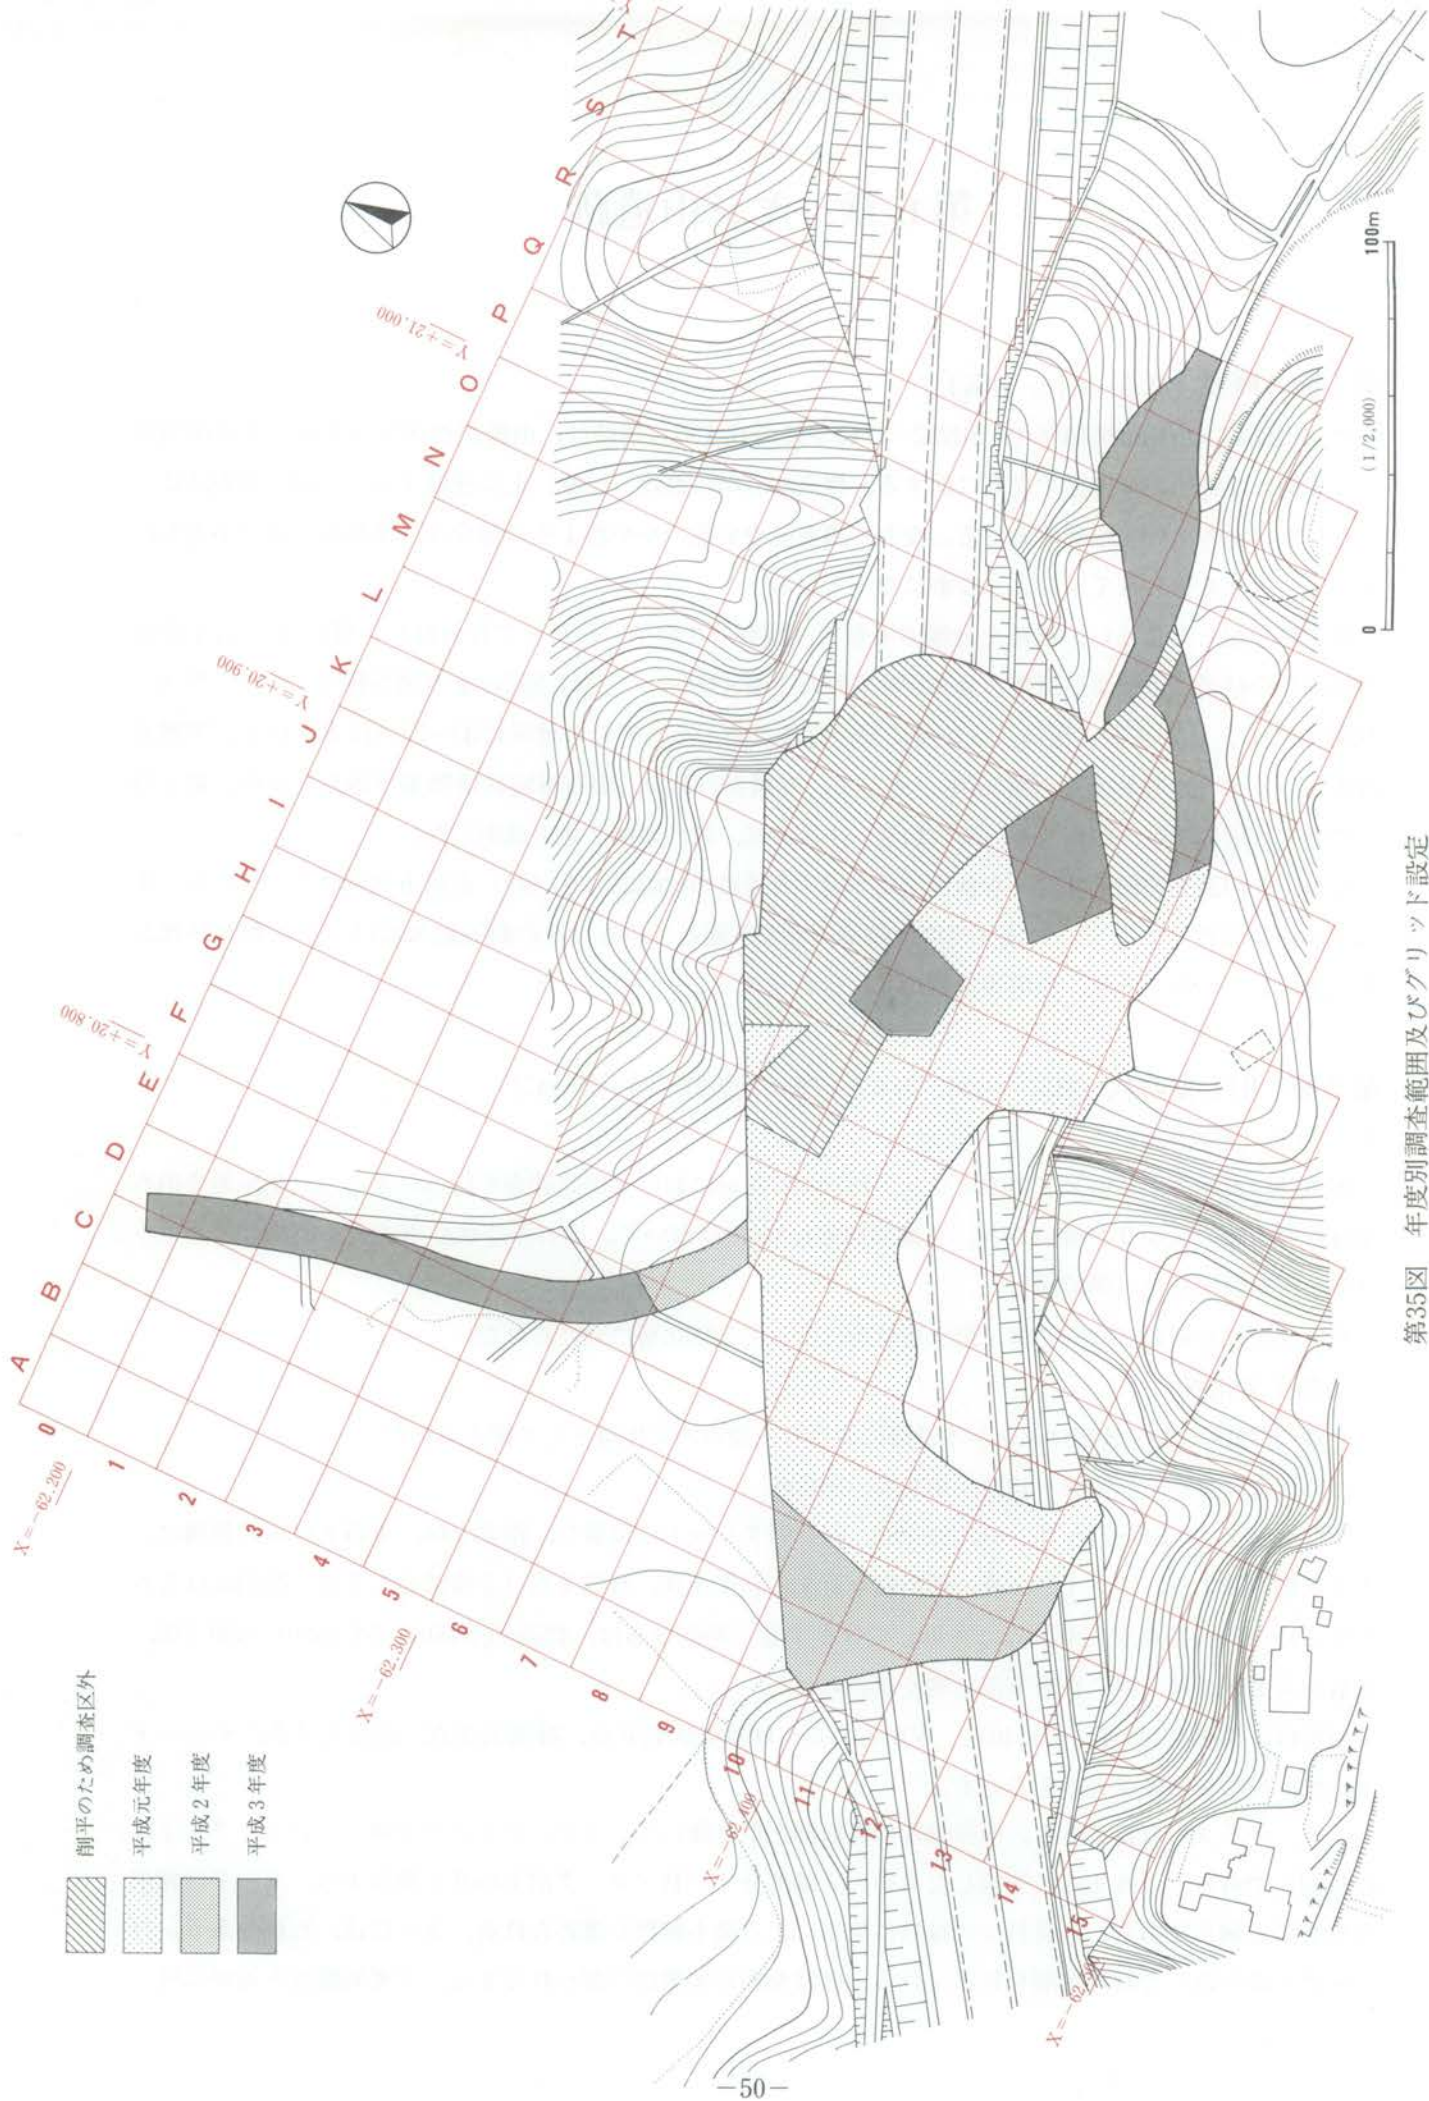 削平のため調査区外
平成元年度
平成2年度
平成3年度
X=-62.200
X=-62.300
X=-62.400
Y=+20.800
Y=+20.900
Y=+21.000
A
B
C
D
E
F
G
H
I
J
K
L
M
N
O
P
Q
R
S
T
0
1
2
3
4
5
6
7
8
9
10
11
12
13
14
15
0
(1/2,000)
100m
第35図 年度別調査範囲及びグリッド設定
—50—